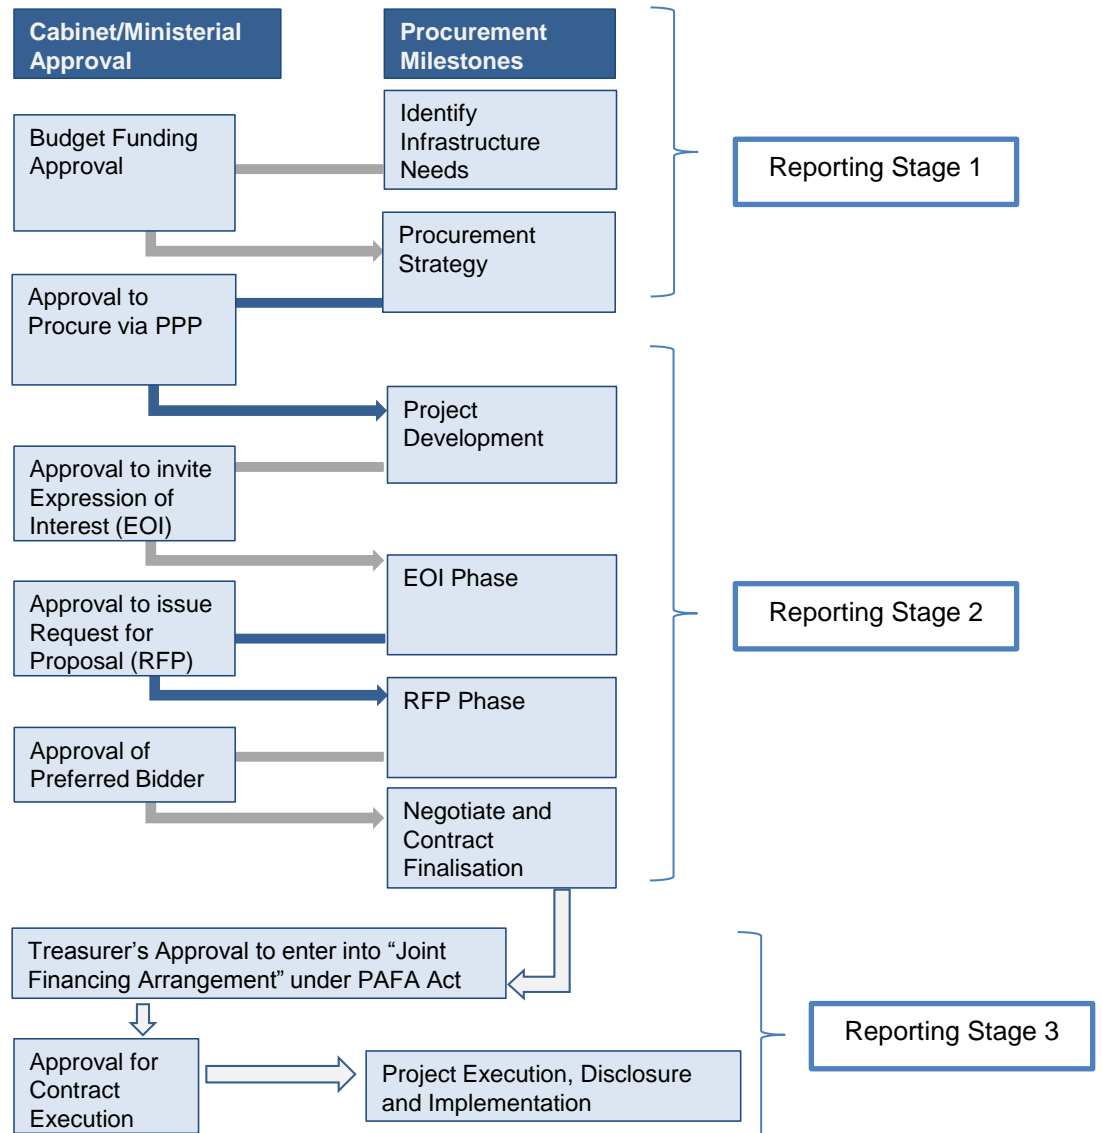 Cabinet/Ministerial
Approval
Procurement
Milestones
Identify
Infrastructure
Needs
Budget Funding
Approval
Reporting Stage 1
Procurement
Strategy
Approval to
Procure via PPP
Project
Development
Approval to invite
Expression of
Interest (EOI)
EOI Phase
Approval to issue
Request for
Proposal (RFP)
Reporting Stage 2
RFP Phase
Approval of
Preferred Bidder
Negotiate and
Contract
Finalisation
Treasurer’s Approval to enter into “Joint
Financing Arrangement” under PAFA Act
Reporting Stage 3
Approval for
Contract
Execution
Project Execution, Disclosure
and Implementation